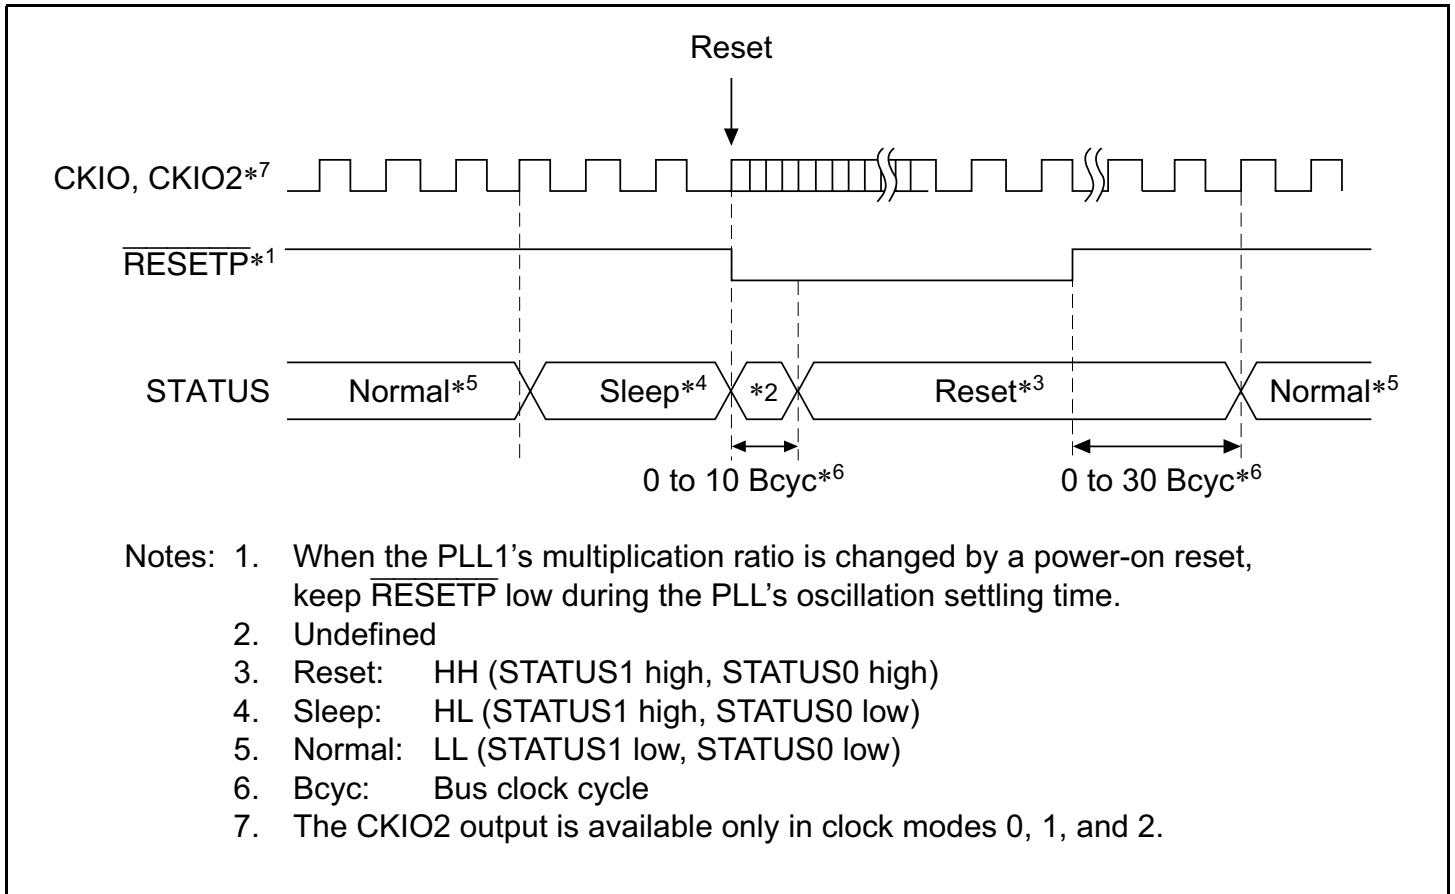 Reset
CKIO, CKIO2*7
RESETP*1
STATUS Normal*5 Sleep*4 *2 Reset*3 Normal*5
0 to 10 Bcyc*6 0 to 30 Bcyc*6
Notes: 1. When the PLL1's multiplication ratio is changed by a power-on reset,
keep RESETP low during the PLL's oscillation settling time.
2. Undefined
3. Reset: HH (STATUS1 high, STATUS0 high)
4. Sleep: HL (STATUS1 high, STATUS0 low)
5. Normal: LL (STATUS1 low, STATUS0 low)
6. Bcyc: Bus clock cycle
7. The CKIO2 output is available only in clock modes 0, 1, and 2.